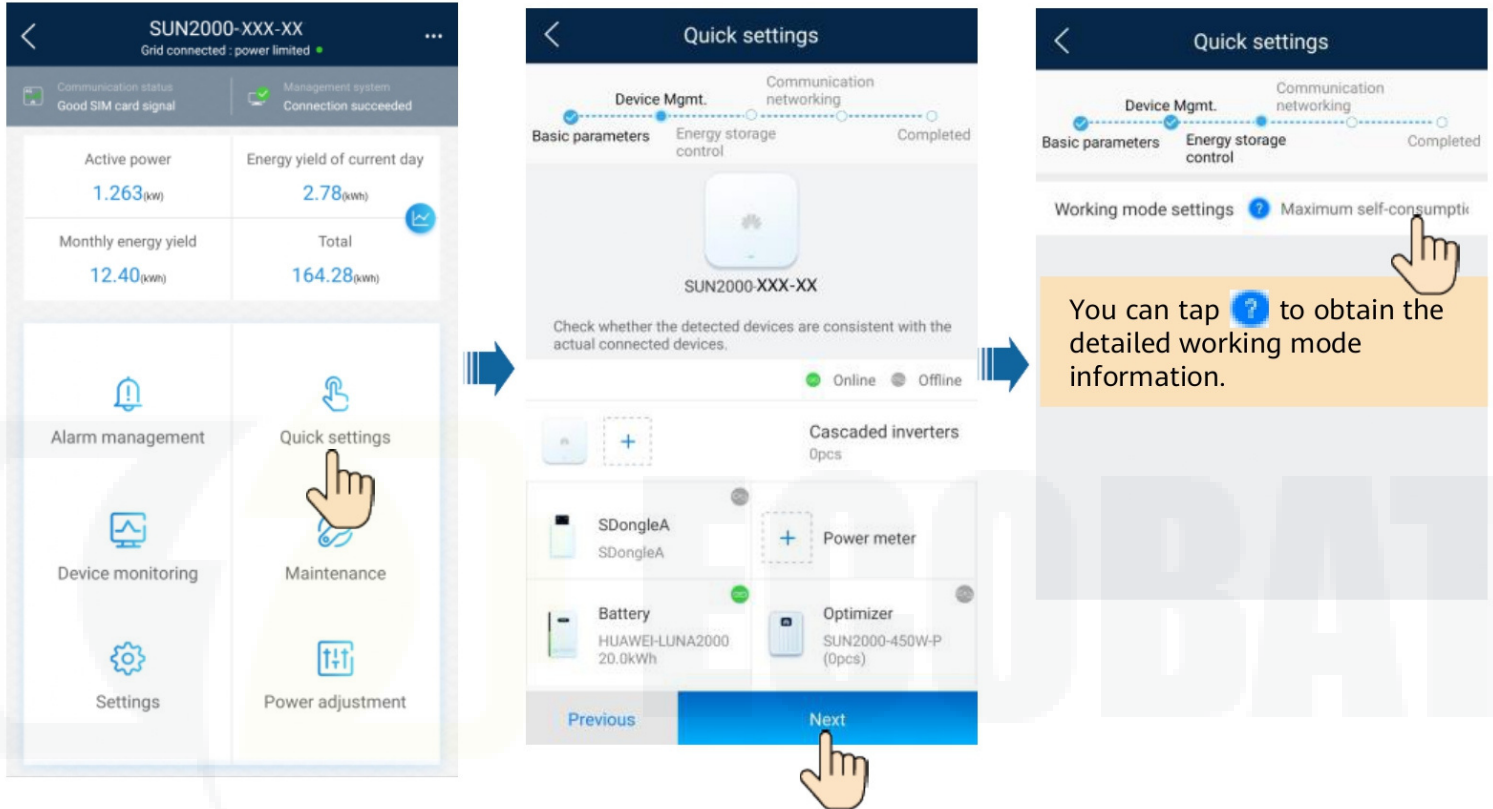 SUN2000-XXX-XX
Grid connected : power limited
Communication status
Good SIM card signal
Management system
Connection succeeded
Active power
1.263(kW)
Energy yield of current day
2.78(kWh)
Monthly energy yield
12.40(kWh)
Total
164.28(kWh)
Alarm management
Quick settings
Device monitoring
Maintenance
Settings
Power adjustment
Quick settings
Device Mgmt.
Communication
networking
Basic parameters
Energy storage
control
Completed
SUN2000-XXX-XX
Check whether the detected devices are consistent with the
actual connected devices.
Online
Offline
Cascaded inverters
0pcs
SDongleA
SDongleA
Power meter
Battery
HUAWEI-LUNA2000
20.0kWh
Optimizer
SUN2000-450W-P
(0pcs)
Previous
Next
Quick settings
Device Mgmt.
Communication
networking
Basic parameters
Energy storage
control
Completed
Working mode settings ? Maximum self-consumptic
You can tap ? to obtain the
detailed working mode
information.
ECOBAT